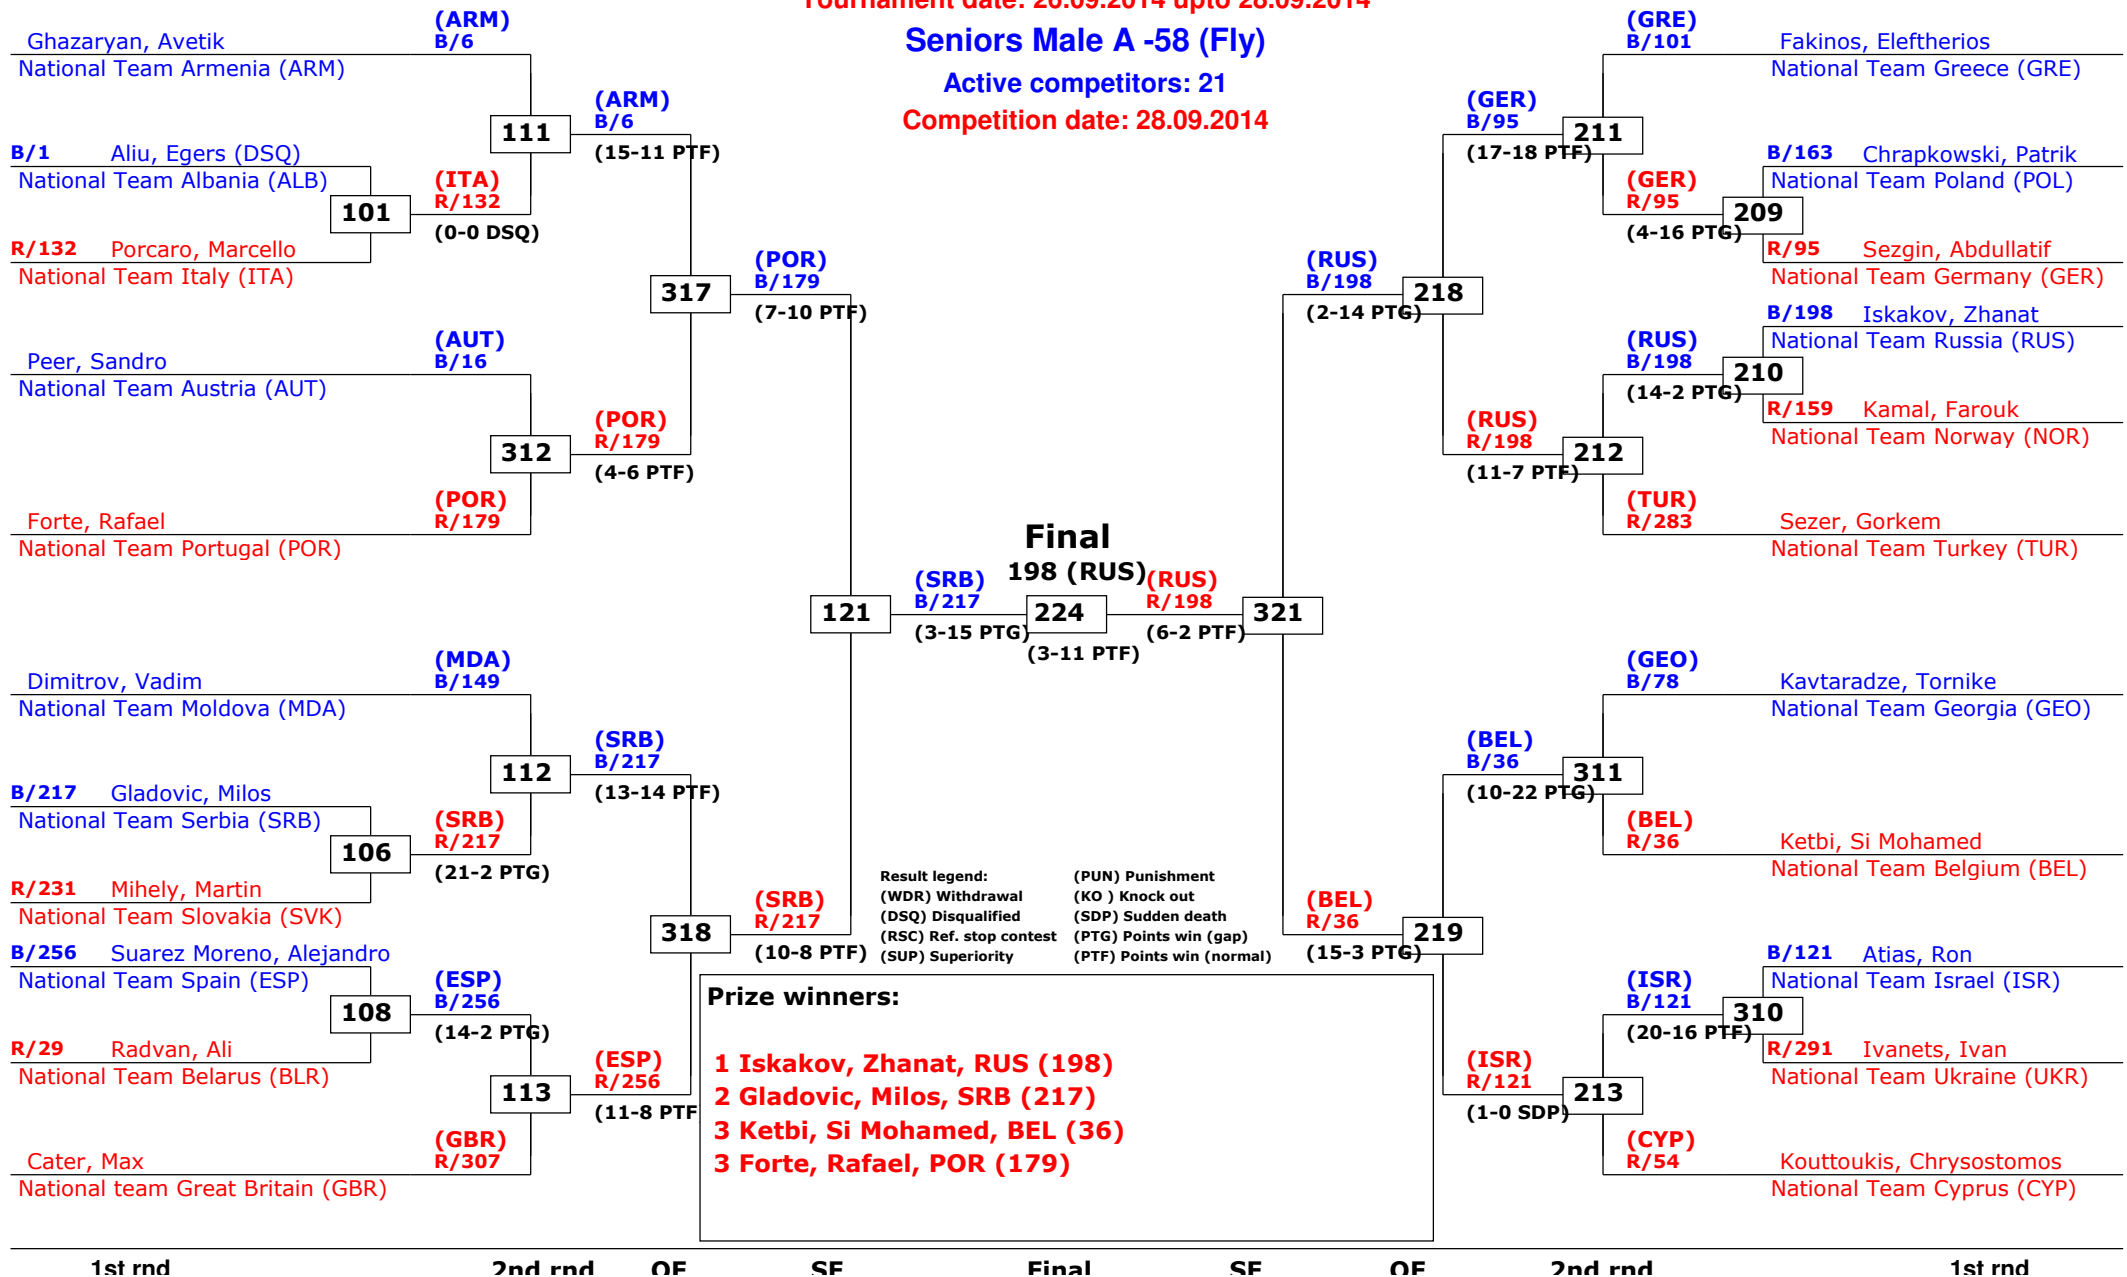 Tournament date: 26.09.2014 upto 28.09.2014
Seniors Male A -58 (Fly)
Active competitors: 21
Competition date: 28.09.2014
Ghazaryan, Avetik
National Team Armenia (ARM)
(ARM)
B/6
B/1 Aliu, Egers (DSQ)
National Team Albania (ALB)
101
R/132 Porcaro, Marcello
National Team Italy (ITA)
(ITA)
R/132
(0-0 DSQ)
111
(ARM)
B/6
(15-11 PTF)
Peer, Sandro
National Team Austria (AUT)
(AUT)
B/16
312
Forte, Rafael
National Team Portugal (POR)
(POR)
R/179
(POR)
R/179
(4-6 PTF)
317
(POR)
B/179
(7-10 PTF)
Dimitrov, Vadim
National Team Moldova (MDA)
(MDA)
B/149
B/217 Gladovic, Milos
National Team Serbia (SRB)
106
R/231 Mihely, Martin
National Team Slovakia (SVK)
(SRB)
R/217
(21-2 PTG)
112
(SRB)
B/217
(13-14 PTF)
B/256 Suarez Moreno, Alejandro
National Team Spain (ESP)
108
R/29 Radvan, Ali
National Team Belarus (BLR)
(ESP)
B/256
(14-2 PTG)
113
Cater, Max
National team Great Britain (GBR)
(GBR)
R/307
(ESP)
R/256
(11-8 PTF
318
(SRB)
R/217
(10-8 PTF)
121
(SRB)
B/217
(3-15 PTG)
Final
198 (RUS)
224
(3-11 PTF)
(RUS)
R/198
(6-2 PTF)
321
(RUS)
B/198
(2-14 PTG)
218
(GER)
B/95
(17-18 PTF)
211
(GRE)
B/101
Fakinos, Eleftherios
National Team Greece (GRE)
(GER)
R/95
(4-16 PTG)
209
B/163 Chrapkowski, Patrik
National Team Poland (POL)
R/95 Sezgin, Abdullatif
National Team Germany (GER)
B/198 Iskakov, Zhanat
National Team Russia (RUS)
(RUS)
B/198
(14-2 PTG)
210
R/159 Kamal, Farouk
National Team Norway (NOR)
(RUS)
R/198
(11-7 PTF)
212
(TUR)
R/283
Sezer, Gorkem
National Team Turkey (TUR)
(GEO)
B/78
Kavtaradze, Tornike
National Team Georgia (GEO)
(BEL)
B/36
(10-22 PTG)
311
(BEL)
R/36
Ketbi, Si Mohamed
National Team Belgium (BEL)
(BEL)
R/36
(15-3 PTG)
219
B/121 Atias, Ron
National Team Israel (ISR)
(ISR)
B/121
(20-16 PTF)
310
R/291 Ivanets, Ivan
National Team Ukraine (UKR)
(ISR)
R/121
(1-0 SDP)
213
(CYP)
R/54
Kouttoukis, Chrysostomos
National Team Cyprus (CYP)
Result legend: (PUN) Punishment
(WDR) Withdrawal (KO ) Knock out
(DSQ) Disqualified (SDP) Sudden death
(RSC) Ref. stop contest (PTG) Points win (gap)
(SUP) Superiority (PTF) Points win (normal)
Prize winners:
1 Iskakov, Zhanat, RUS (198)
2 Gladovic, Milos, SRB (217)
3 Ketbi, Si Mohamed, BEL (36)
3 Forte, Rafael, POR (179)
1st rnd 2nd rnd QF SF Final SF QF 2nd rnd 1st rnd